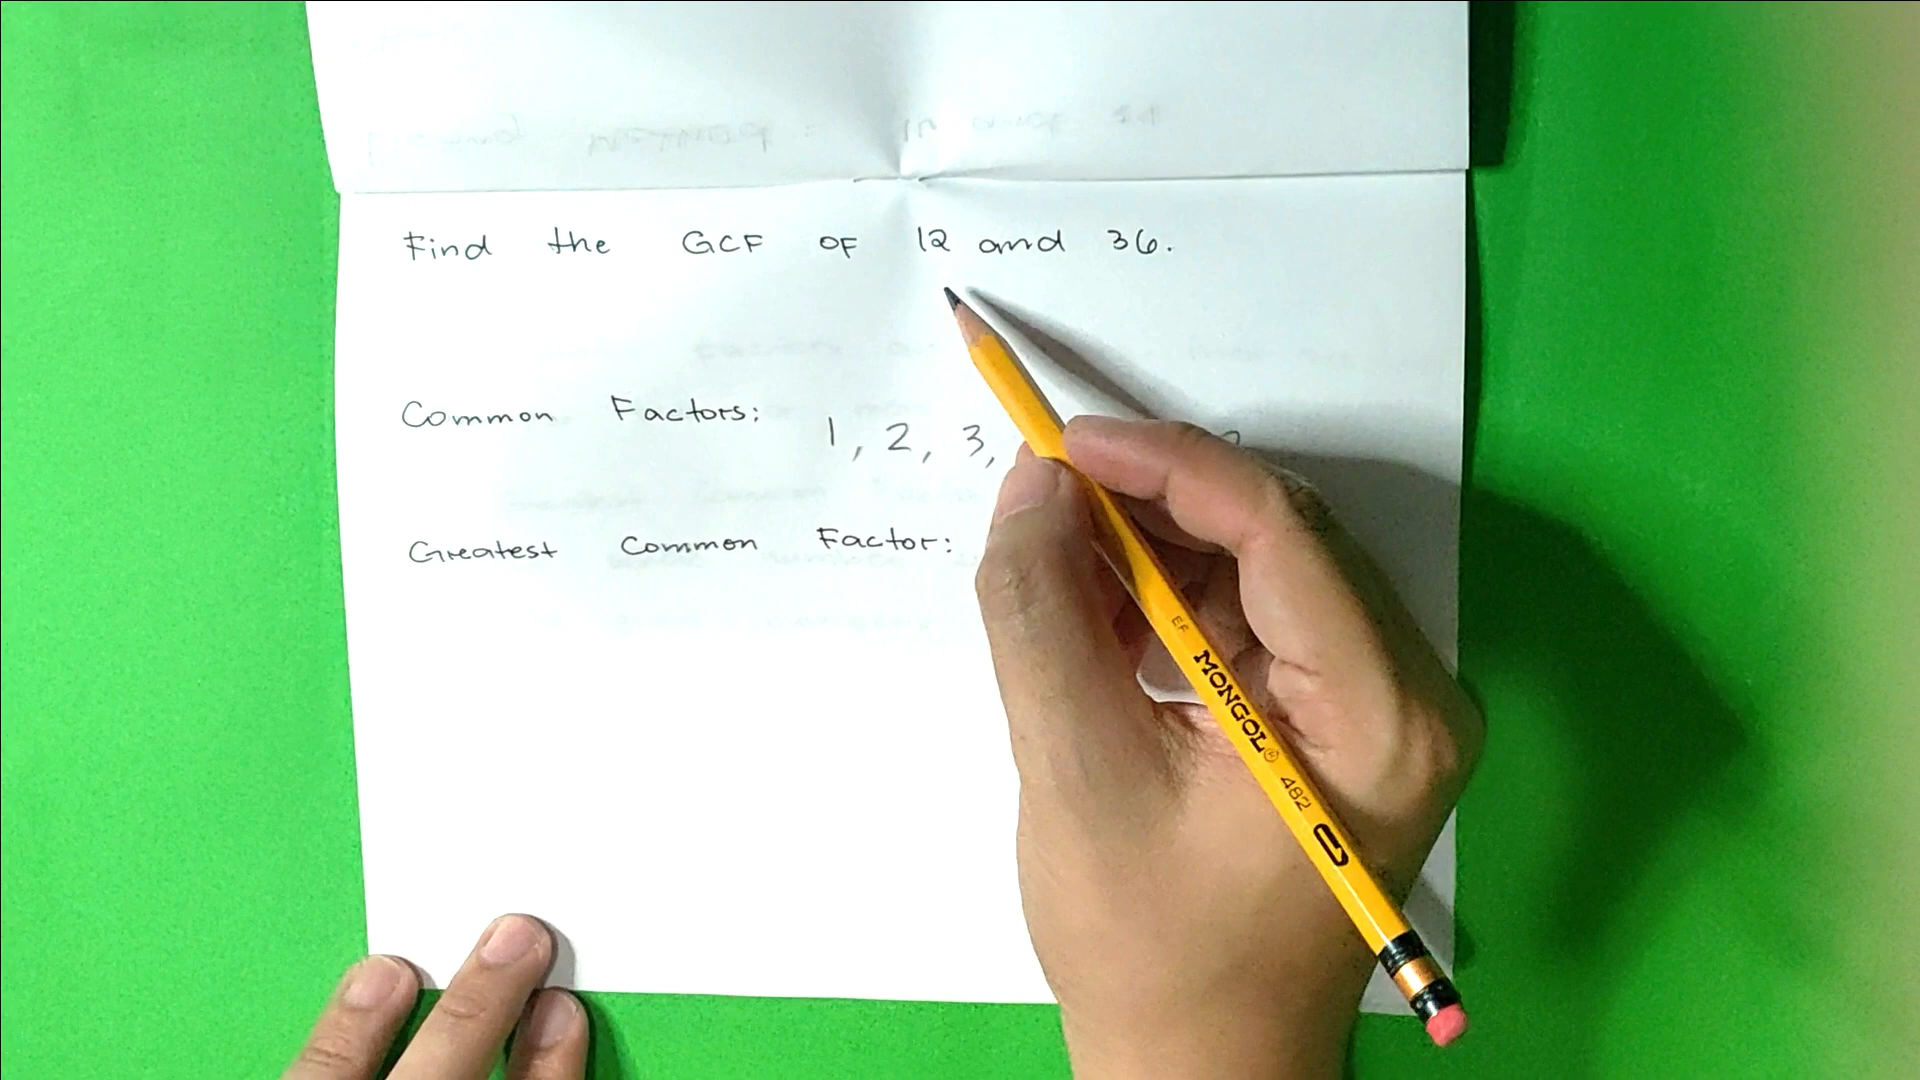 Find the GCF OF 12 and 36.
Common Factors: 1, 2, 3,
Greatest Common Factor:
EF MONGOL® 482